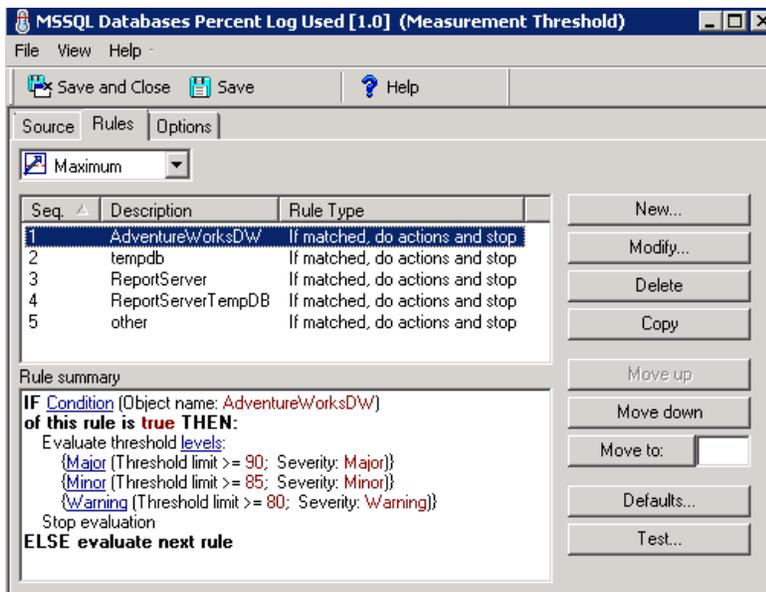 MSSQL Databases Percent Log Used [1.0] (Measurement Threshold)
File View Help
Save and Close Save Help
Source Rules Options
Maximum
Seq. Description Rule Type
1 AdventureWorksDW If matched, do actions and stop
2 tempdb If matched, do actions and stop
3 ReportServer If matched, do actions and stop
4 ReportServerTempDB If matched, do actions and stop
5 other If matched, do actions and stop
New...
Modify...
Delete
Copy
Move up
Move down
Move to:
Defaults...
Test...
Rule summary
IF Condition (Object name: AdventureWorksDW)
of this rule is true THEN:
Evaluate threshold levels:
{Major (Threshold limit >= 90; Severity: Major)}
{Minor (Threshold limit >= 85; Severity: Minor)}
{Warning (Threshold limit >= 80; Severity: Warning)}
Stop evaluation
ELSE evaluate next rule